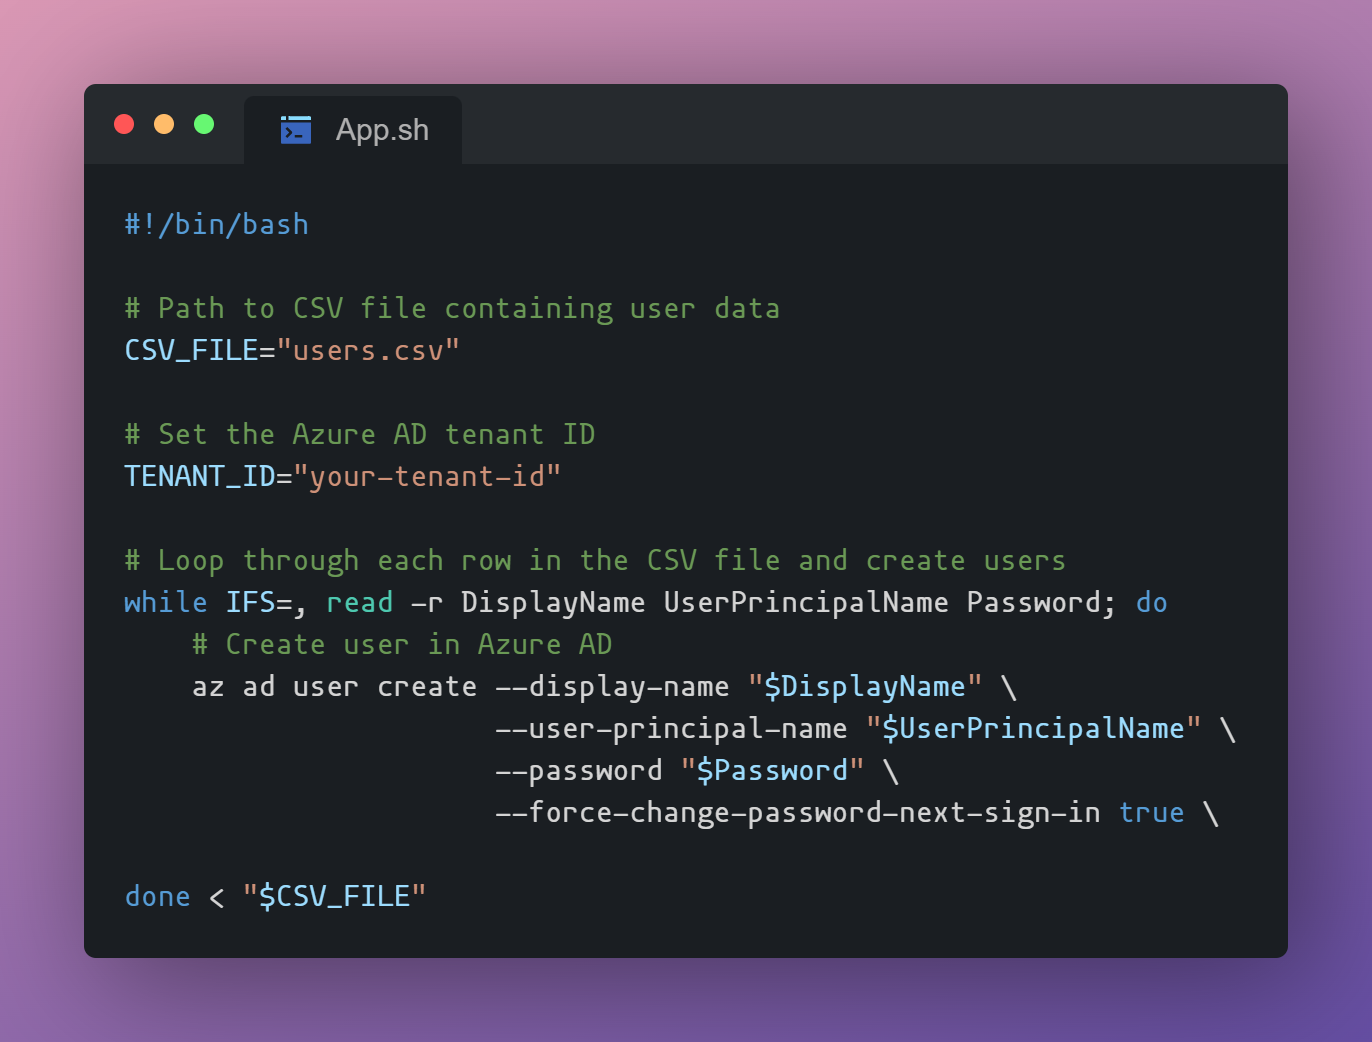 App.sh
#!/bin/bash
# Path to CSV file containing user data
CSV_FILE="users.csv"
# Set the Azure AD tenant ID
TENANT_ID="your-tenant-id"
# Loop through each row in the CSV file and create users
while IFS=, read -r DisplayName UserPrincipalName Password; do
    # Create user in Azure AD
    az ad user create --display-name "$DisplayName" \
                      --user-principal-name "$UserPrincipalName" \
                      --password "$Password" \
                      --force-change-password-next-sign-in true \
done < "$CSV_FILE"